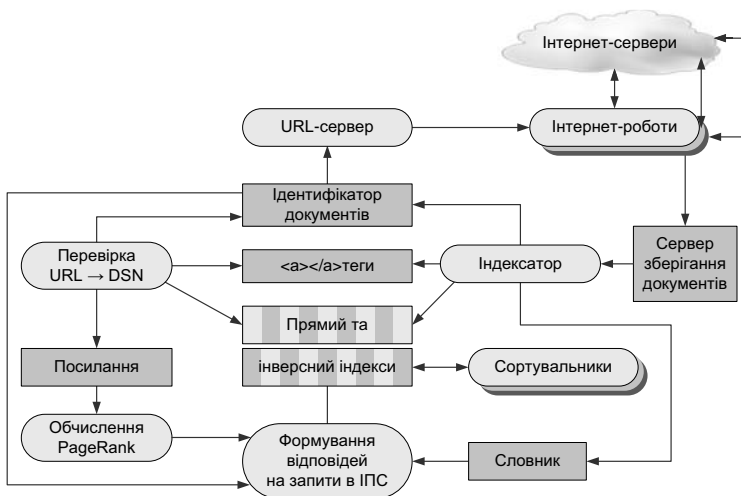 Інтернет-сервери
URL-сервер
Інтернет-роботи
Ідентифікатор
документів
Перевірка
URL → DSN
<a></a>теги
Індексатор
Сервер
зберігання
документів
Прямий та
інверсний індекси
Сортувальники
Посилання
Обчислення
PageRank
Формування
відповідей
на запити в ІПС
Словник